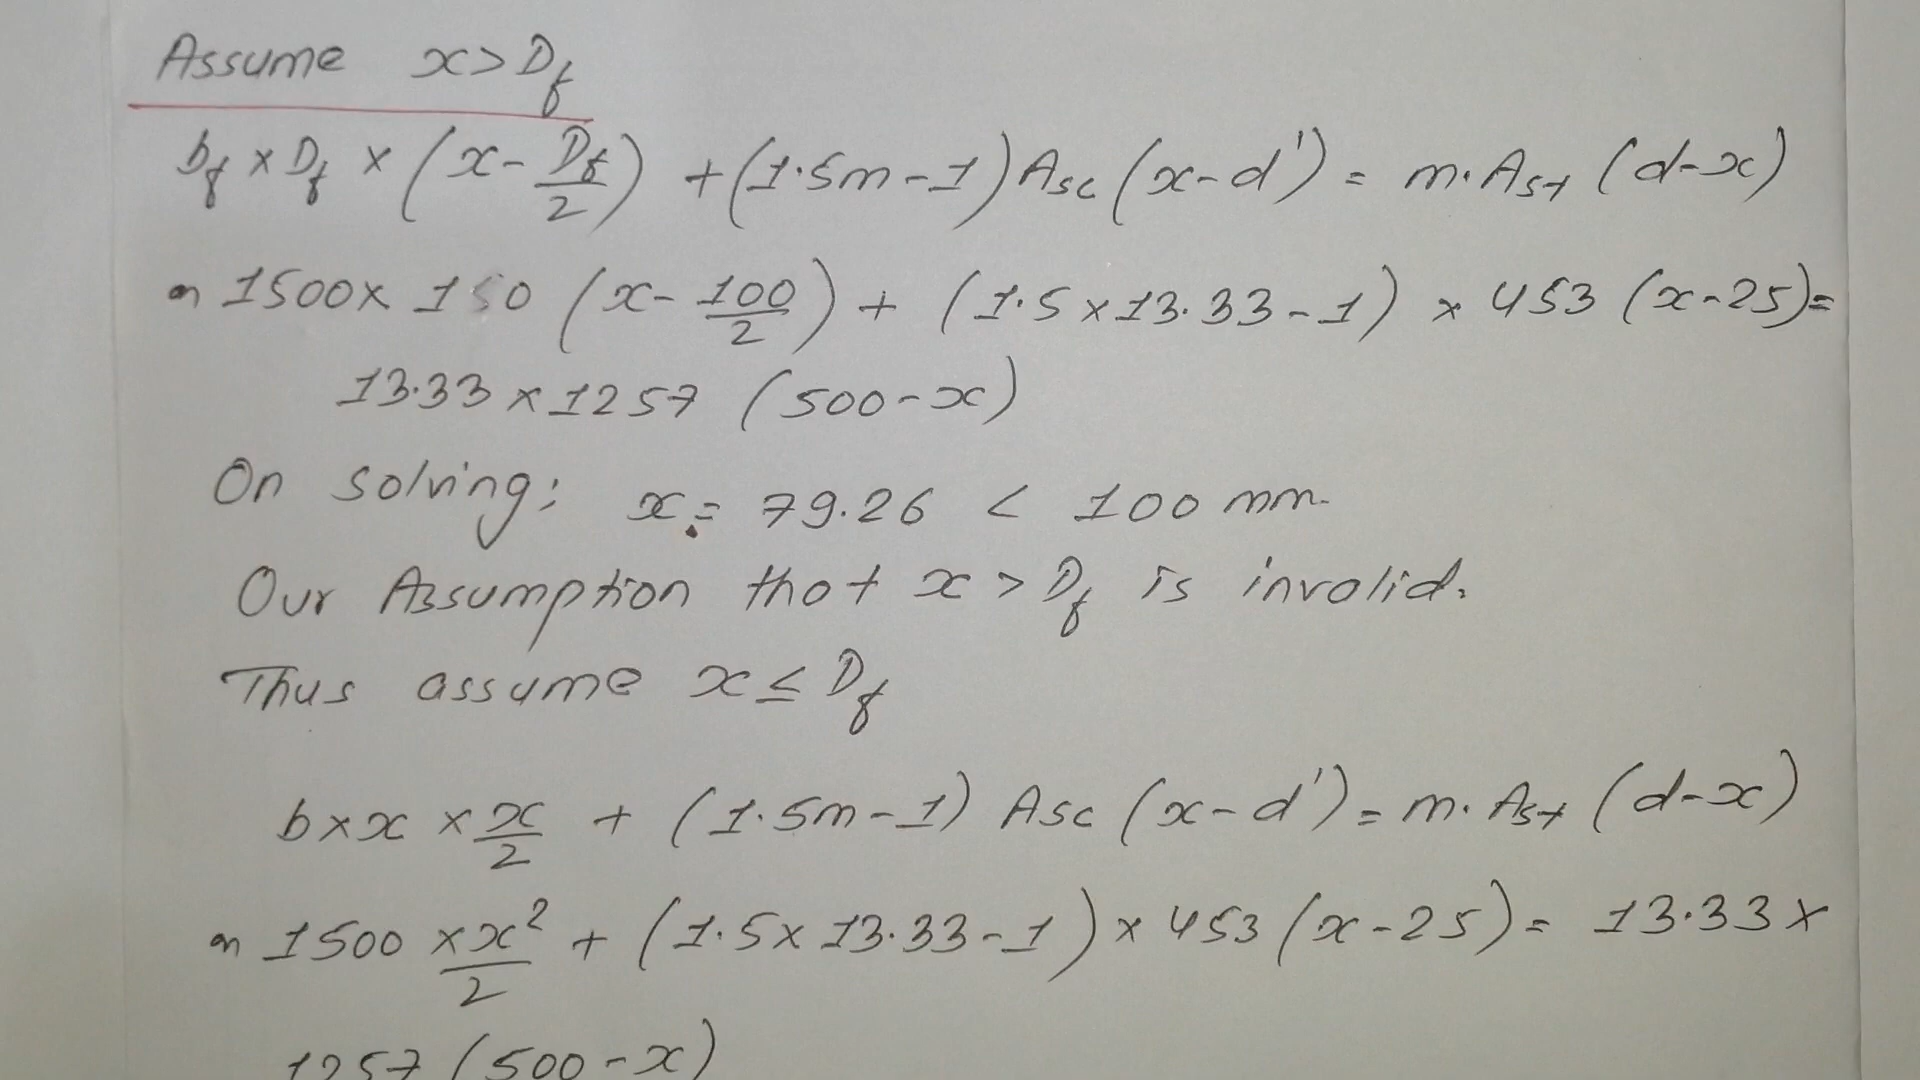 Assume x > Df
bf × Df × (x - Df/2) + (1.5m - 1) Asc (x - d') = m. Ast (d - x)
or 1500 × 150 (x - 100/2) + (1.5 × 13.33 - 1) × 453 (x - 25) =
13.33 × 1257 (500 - x)
On solving; x = 79.26 < 100 mm.
Our Assumption that x > Df is invalid.
Thus assume x ≤ Df
b × x × x/2 + (1.5m - 1) Asc (x - d') = m. Ast (d - x)
or 1500 × x²/2 + (1.5 × 13.33 - 1) × 453 (x - 25) = 13.33 ×
1257 (500 - x)